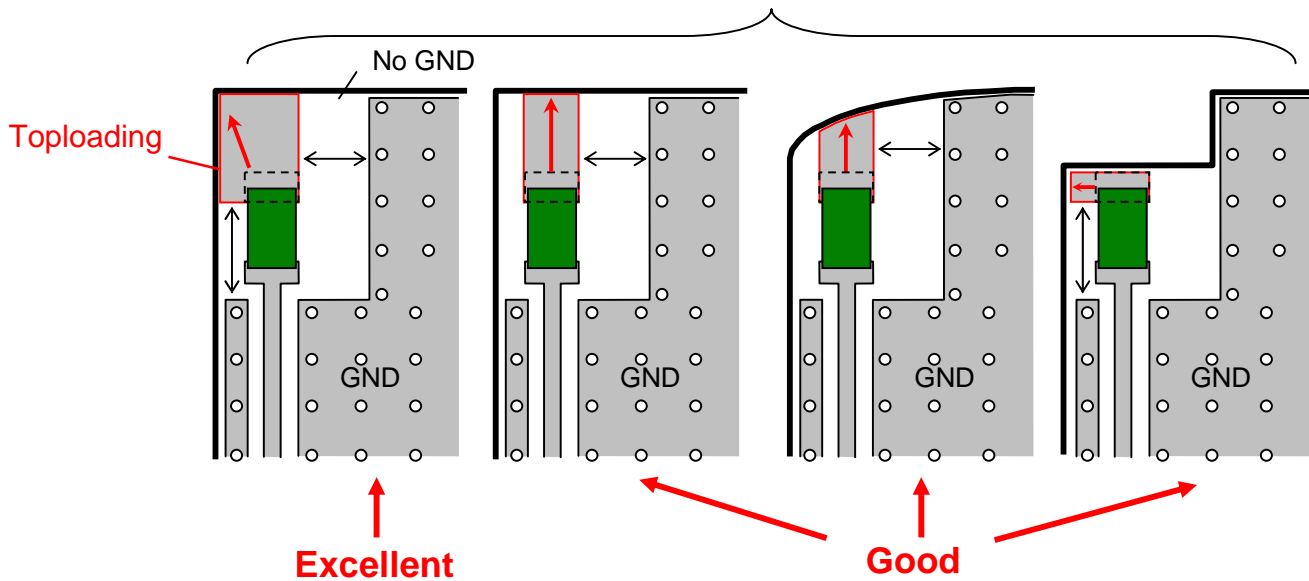 No GND
Toploading
GND
GND
GND
GND
Excellent
Good